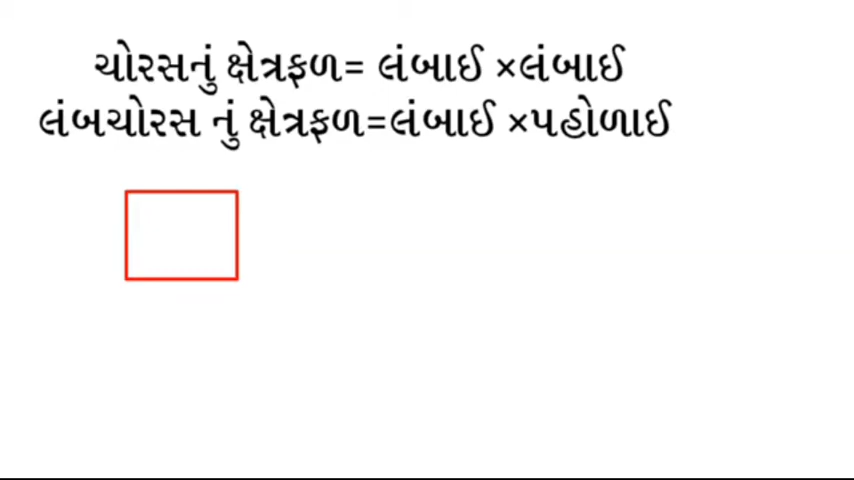 ચોરસનું ક્ષેત્રફળ= લંબાઈ ×લંબાઈ
લંબચોરસ નું ક્ષેત્રફળ=લંબાઈ ×પહોળાઈ